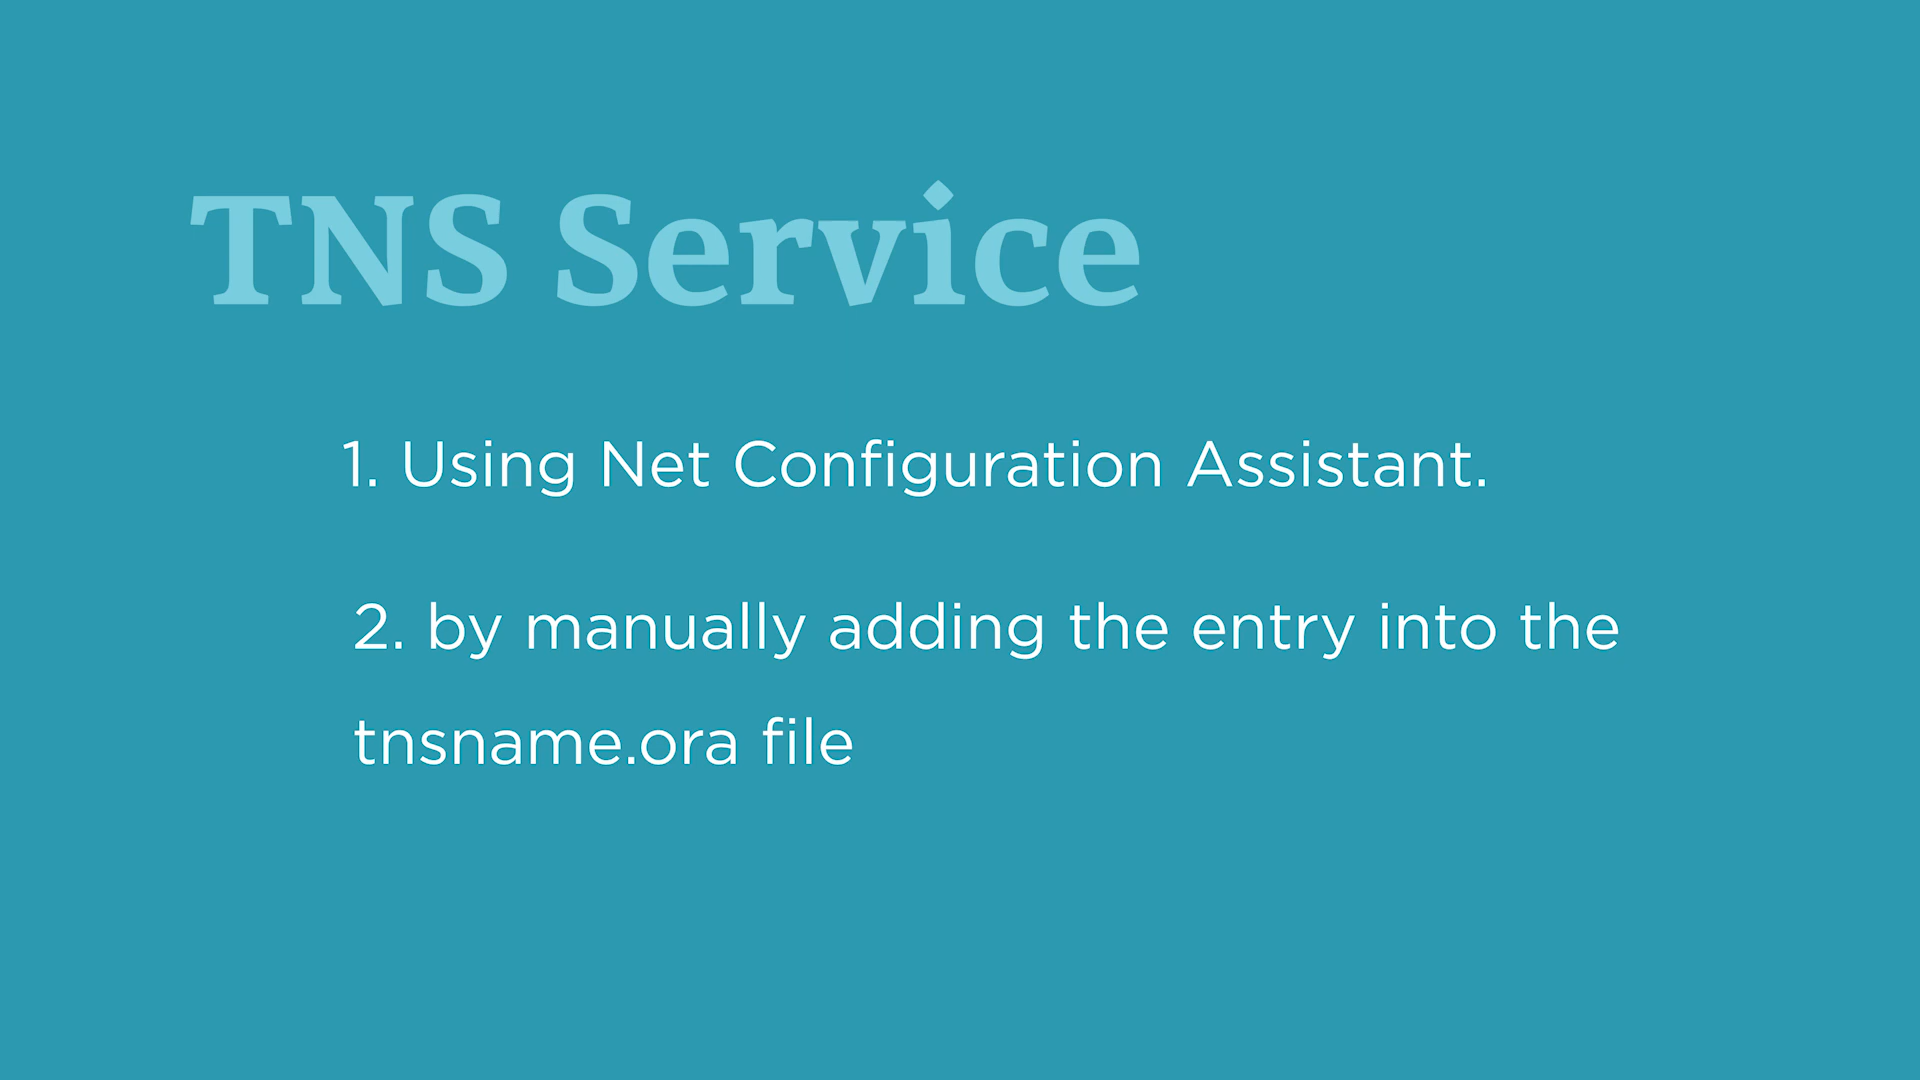 TNS Service
1. Using Net Configuration Assistant.
2. by manually adding the entry into the
tnsname.ora file